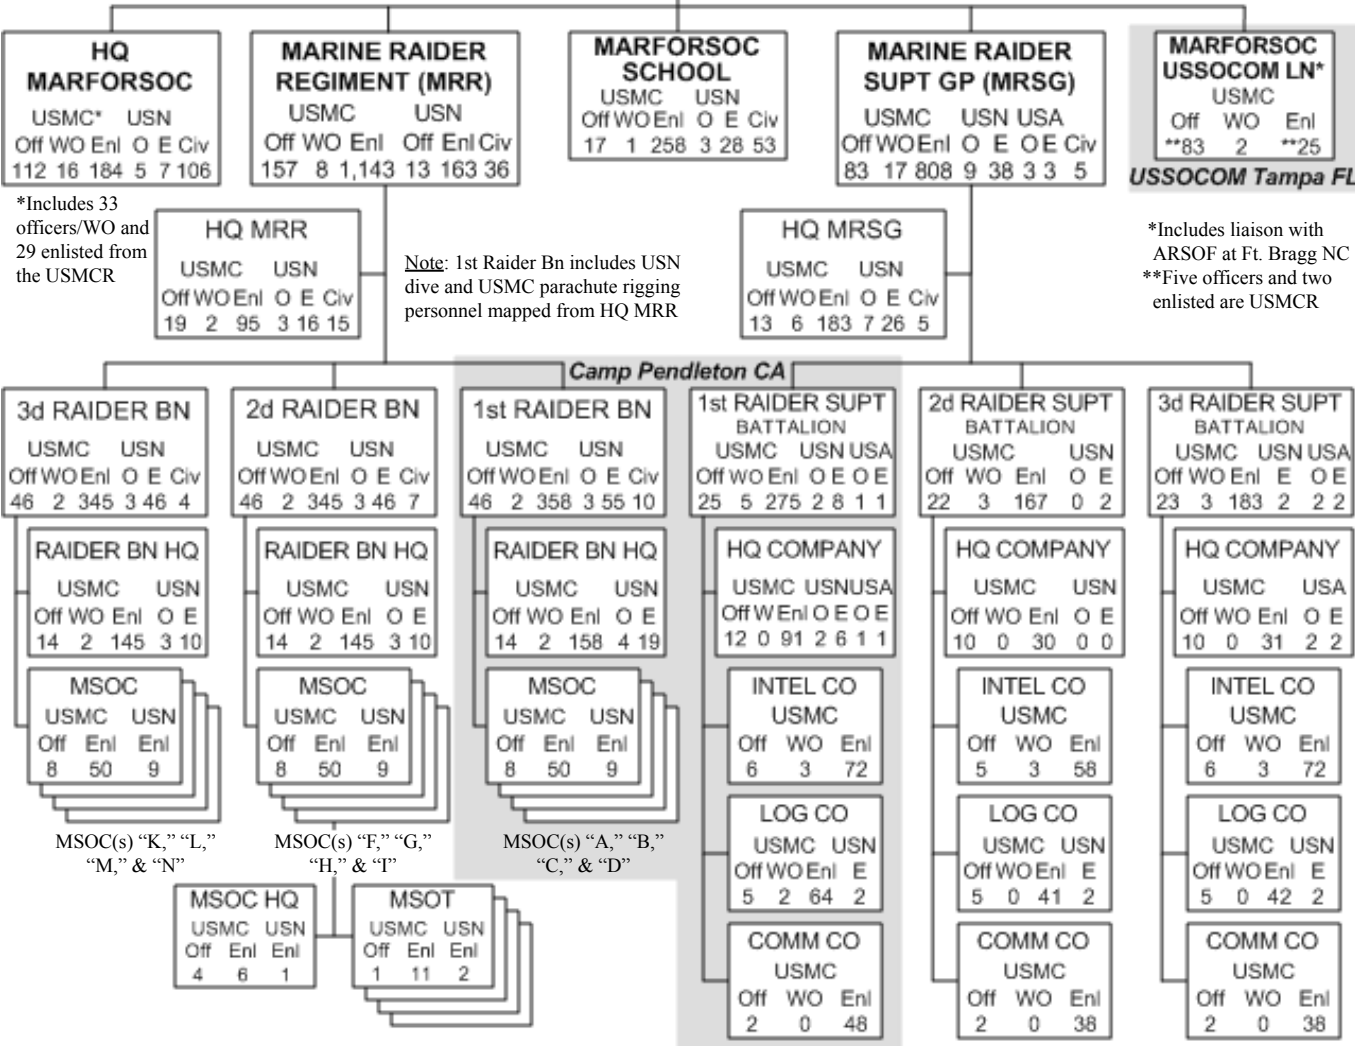 HQ
MARFORSOC
USMC* USN
Off WO Enl O E Civ
112 16 184 5 7 106
*Includes 33
officers/WO and
29 enlisted from
the USMCR
MARINE RAIDER
REGIMENT (MRR)
USMC USN
Off WO Enl Off Enl Civ
157 8 1,143 13 163 36
MARFORSOC
SCHOOL
USMC USN
Off WO Enl O E Civ
17 1 258 3 28 53
MARINE RAIDER
SUPT GP (MRSG)
USMC USN USA
Off WO Enl O E O E Civ
83 17 808 9 38 3 3 5
MARFORSOC
USSOCOM LN*
USMC
Off WO Enl
**83 2 **25
USSOCOM Tampa FL
*Includes liaison with
ARSOF at Ft. Bragg NC
**Five officers and two
enlisted are USMCR
HQ MRR
USMC USN
Off WO Enl O E Civ
19 2 95 3 16 15
Note: 1st Raider Bn includes USN
dive and USMC parachute rigging
personnel mapped from HQ MRR
HQ MRSG
USMC USN
Off WO Enl O E Civ
13 6 183 7 26 5
Camp Pendleton CA
3d RAIDER BN
USMC USN
Off WO Enl O E Civ
46 2 345 3 46 4
RAIDER BN HQ
USMC USN
Off WO Enl O E
14 2 145 3 10
MSOC
USMC USN
Off Enl Enl
8 50 9
MSOC(s) “K,” “L,”
“M,” & “N”
2d RAIDER BN
USMC USN
Off WO Enl O E Civ
46 2 345 3 46 7
RAIDER BN HQ
USMC USN
Off WO Enl O E
14 2 145 3 10
MSOC
USMC USN
Off Enl Enl
8 50 9
MSOC(s) “F,” “G,”
“H,” & “I”
MSOC HQ
USMC USN
Off Enl Enl
4 6 1
MSOT
USMC USN
Off Enl Enl
1 11 2
1st RAIDER BN
USMC USN
Off WO Enl O E Civ
46 2 358 3 55 10
RAIDER BN HQ
USMC USN
Off WO Enl O E
14 2 158 4 19
MSOC
USMC USN
Off Enl Enl
8 50 9
MSOC(s) “A,” “B,”
“C,” & “D”
1st RAIDER SUPT
BATTALION
USMC USN USA
Off WO Enl O E O E
25 5 275 2 8 1 1
HQ COMPANY
USMC USN USA
Off W Enl O E O E
12 0 91 2 6 1 1
INTEL CO
USMC
Off WO Enl
6 3 72
LOG CO
USMC USN
Off WO Enl E
5 2 64 2
COMM CO
USMC
Off WO Enl
2 0 48
2d RAIDER SUPT
BATTALION
USMC USN
Off WO Enl O E
22 3 167 0 2
HQ COMPANY
USMC USN
Off WO Enl O E
10 0 30 0 0
INTEL CO
USMC
Off WO Enl
5 3 58
LOG CO
USMC USN
Off WO Enl E
5 0 41 2
COMM CO
USMC
Off WO Enl
2 0 38
3d RAIDER SUPT
BATTALION
USMC USN USA
Off WO Enl E O E
23 3 183 2 2 2
HQ COMPANY
USMC USA
Off WO Enl O E
10 0 31 2 2
INTEL CO
USMC
Off WO Enl
6 3 72
LOG CO
USMC USN
Off WO Enl E
5 0 42 2
COMM CO
USMC
Off WO Enl
2 0 38